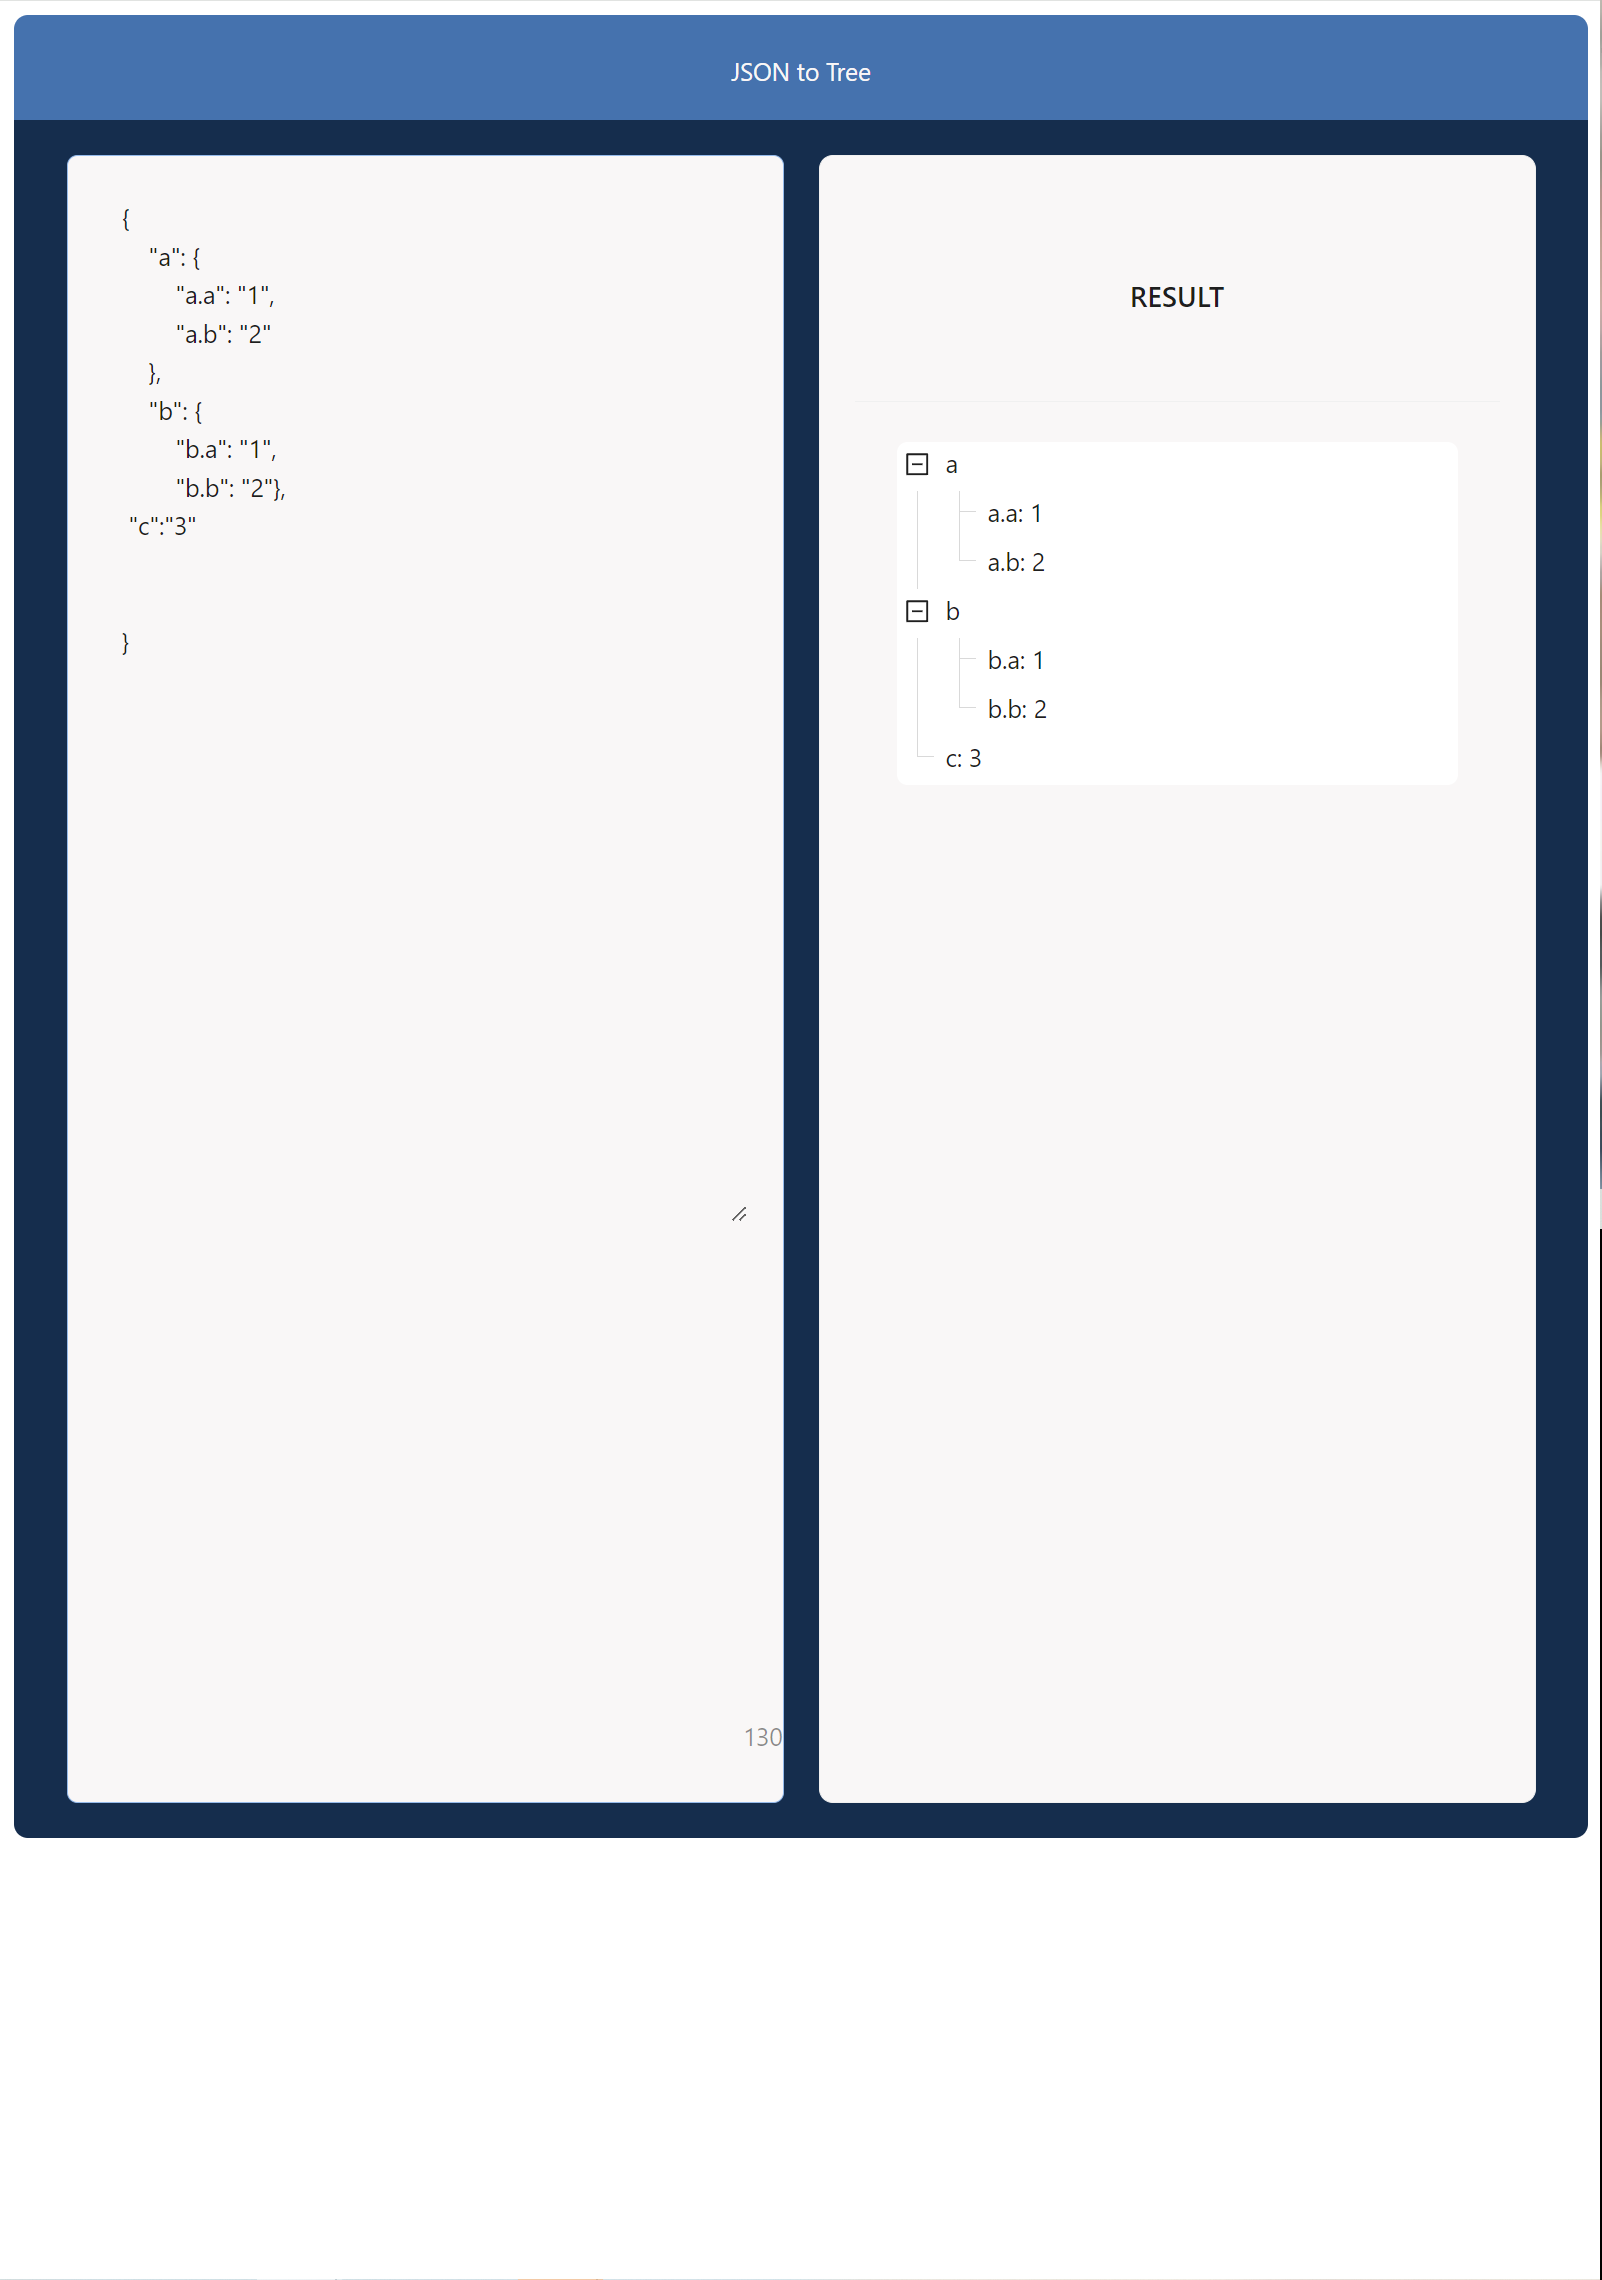 JSON to Tree
{
"a": {
"a.a": "1",
"a.b": "2"
},
"b": {
"b.a": "1",
"b.b": "2"},
"c":"3"
}
130
RESULT
a
a.a: 1
a.b: 2
b
b.a: 1
b.b: 2
c: 3